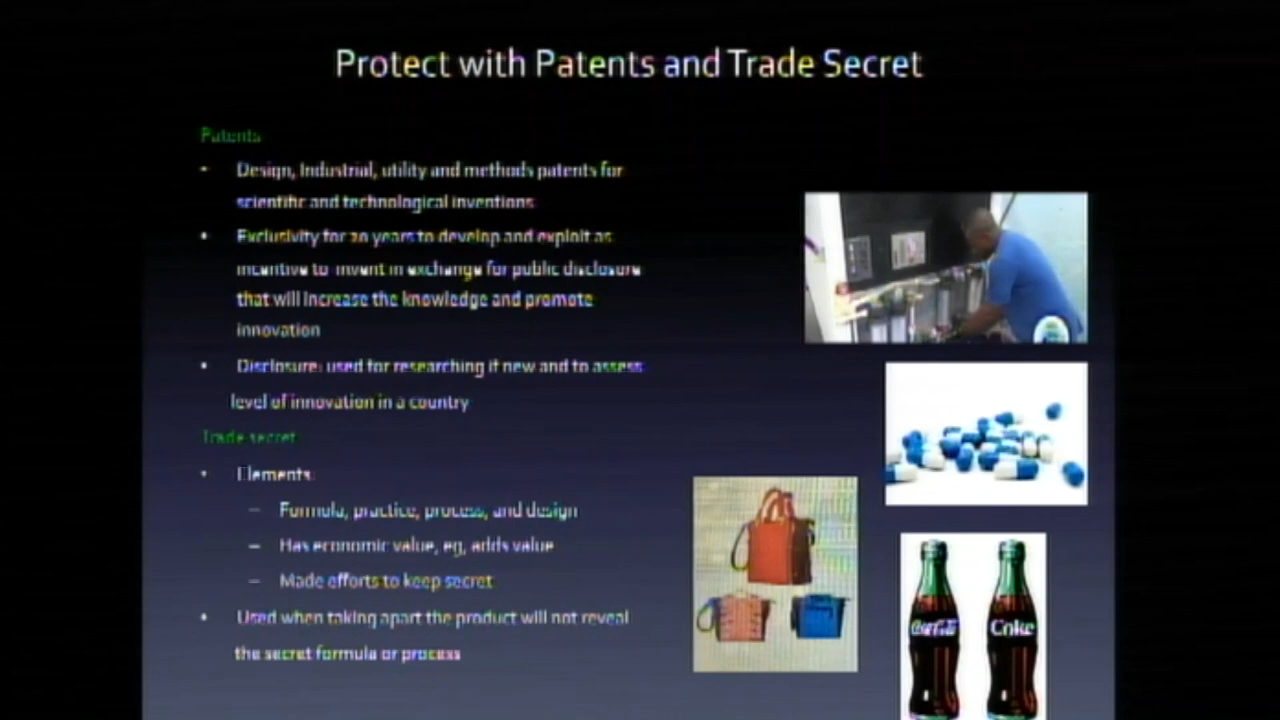 Protect with Patents and Trade Secret
Patents
• Design, Industrial, utility and methods patents for
scientific and technological inventions
• Exclusivity for 20 years to develop and exploit as
incentive to invent in exchange for public disclosure
that will increase the knowledge and promote
innovation
• Disclosure: used for researching if new and to assess
level of innovation in a country
Trade secret
• Elements:
– Formula, practice, process, and design
– Has economic value, eg, adds value
– Made efforts to keep secret
• Used when taking apart the product will not reveal
the secret formula or process
Coca-Cola
Coke